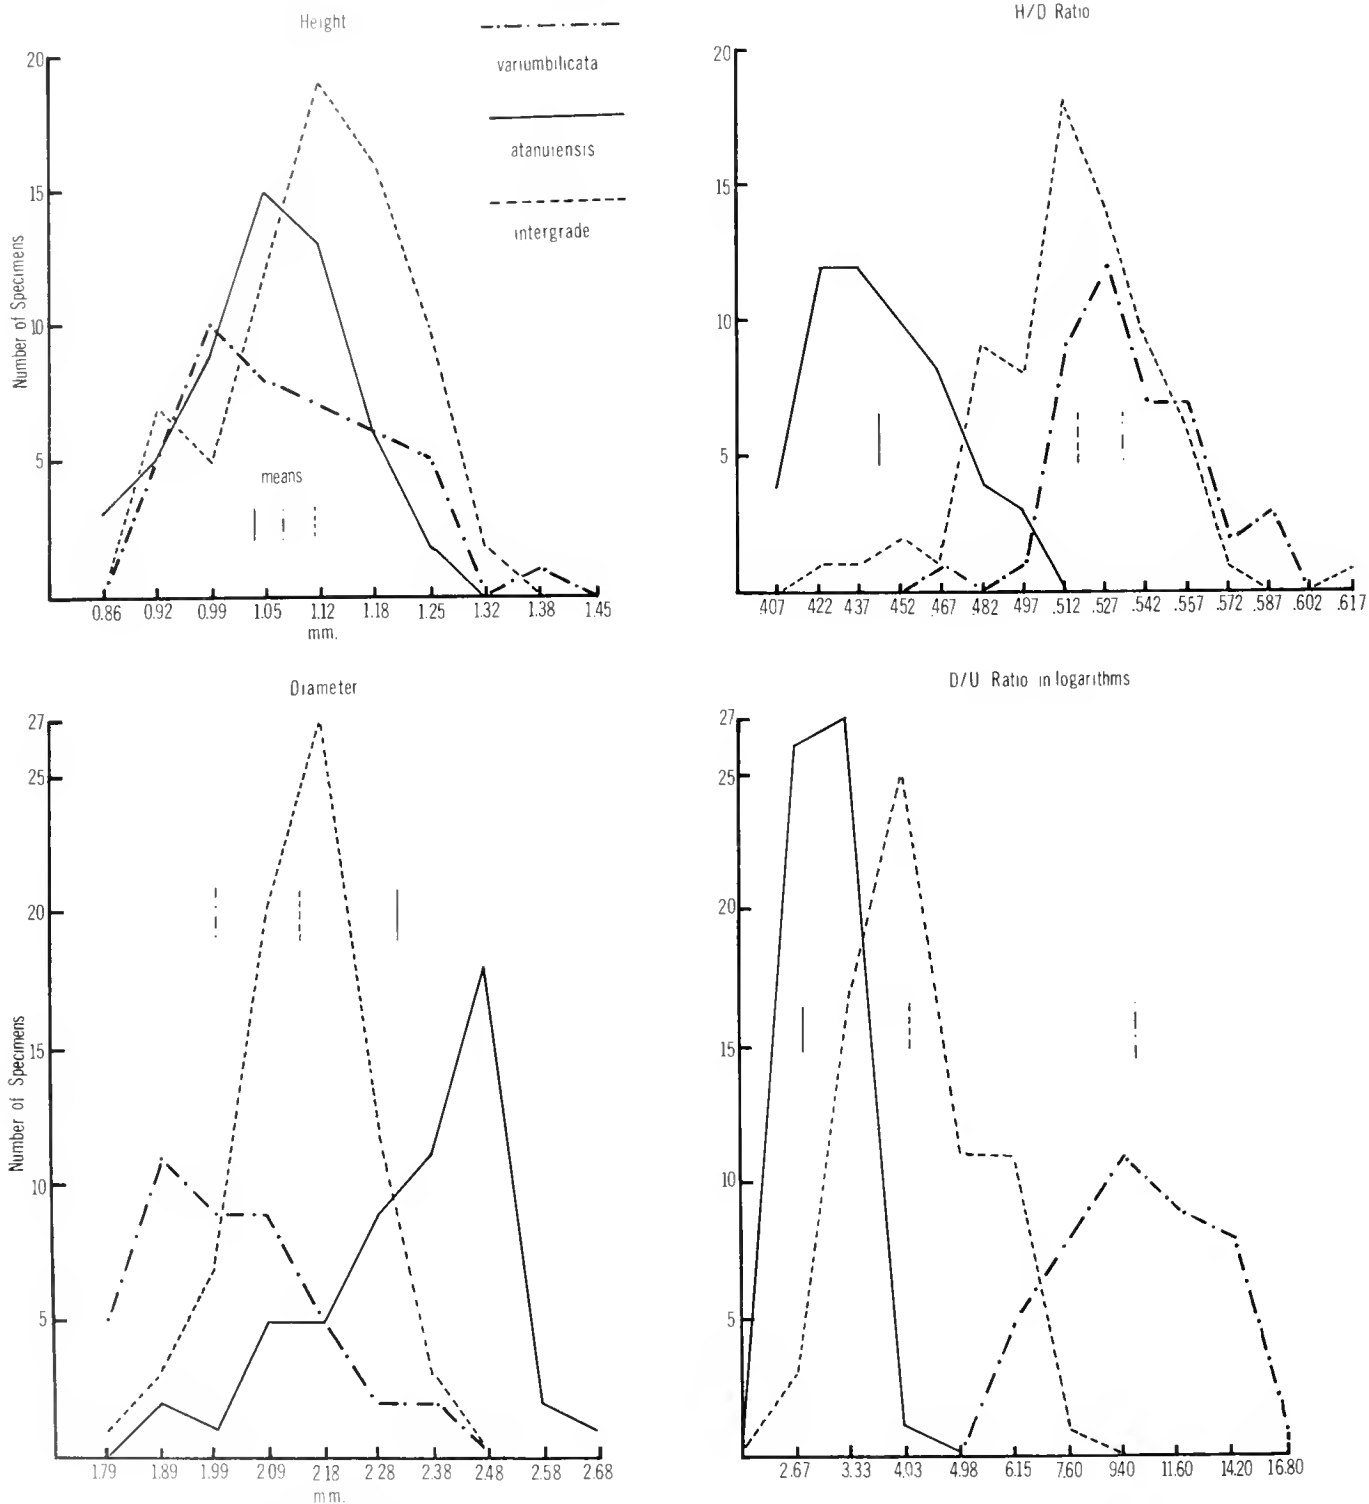 Height
variumbilicata
atanuiensis
intergrade
Number of Specimens
20
15
10
5
means
0.86 0.92 0.99 1.05 1.12 1.18 1.25 1.32 1.38 1.45
mm.
H/D Ratio
20
15
10
5
.407 .422 .437 .452 .467 .482 .497 .512 .527 .542 .557 .572 .587 .602 .617
Diameter
Number of Specimens
27
25
20
15
10
5
1.79 1.89 1.99 2.09 2.18 2.28 2.38 2.48 2.58 2.68
mm.
D/U Ratio in logarithms
27
25
20
15
10
5
2.67 3.33 4.03 4.98 6.15 7.60 9.40 11.60 14.20 16.80